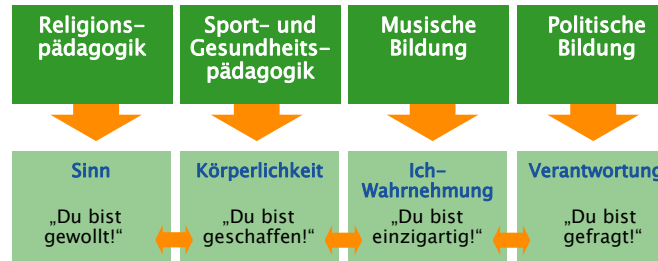 Religions-
pädagogik
Sport- und
Gesundheits-
pädagogik
Musische
Bildung
Politische
Bildung
Sinn
„Du bist
gewollt!“
Körperlichkeit
„Du bist
geschaffen!“
Ich-
Wahrnehmung
„Du bist
einzigartig!“
Verantwortung
„Du bist
gefragt!“